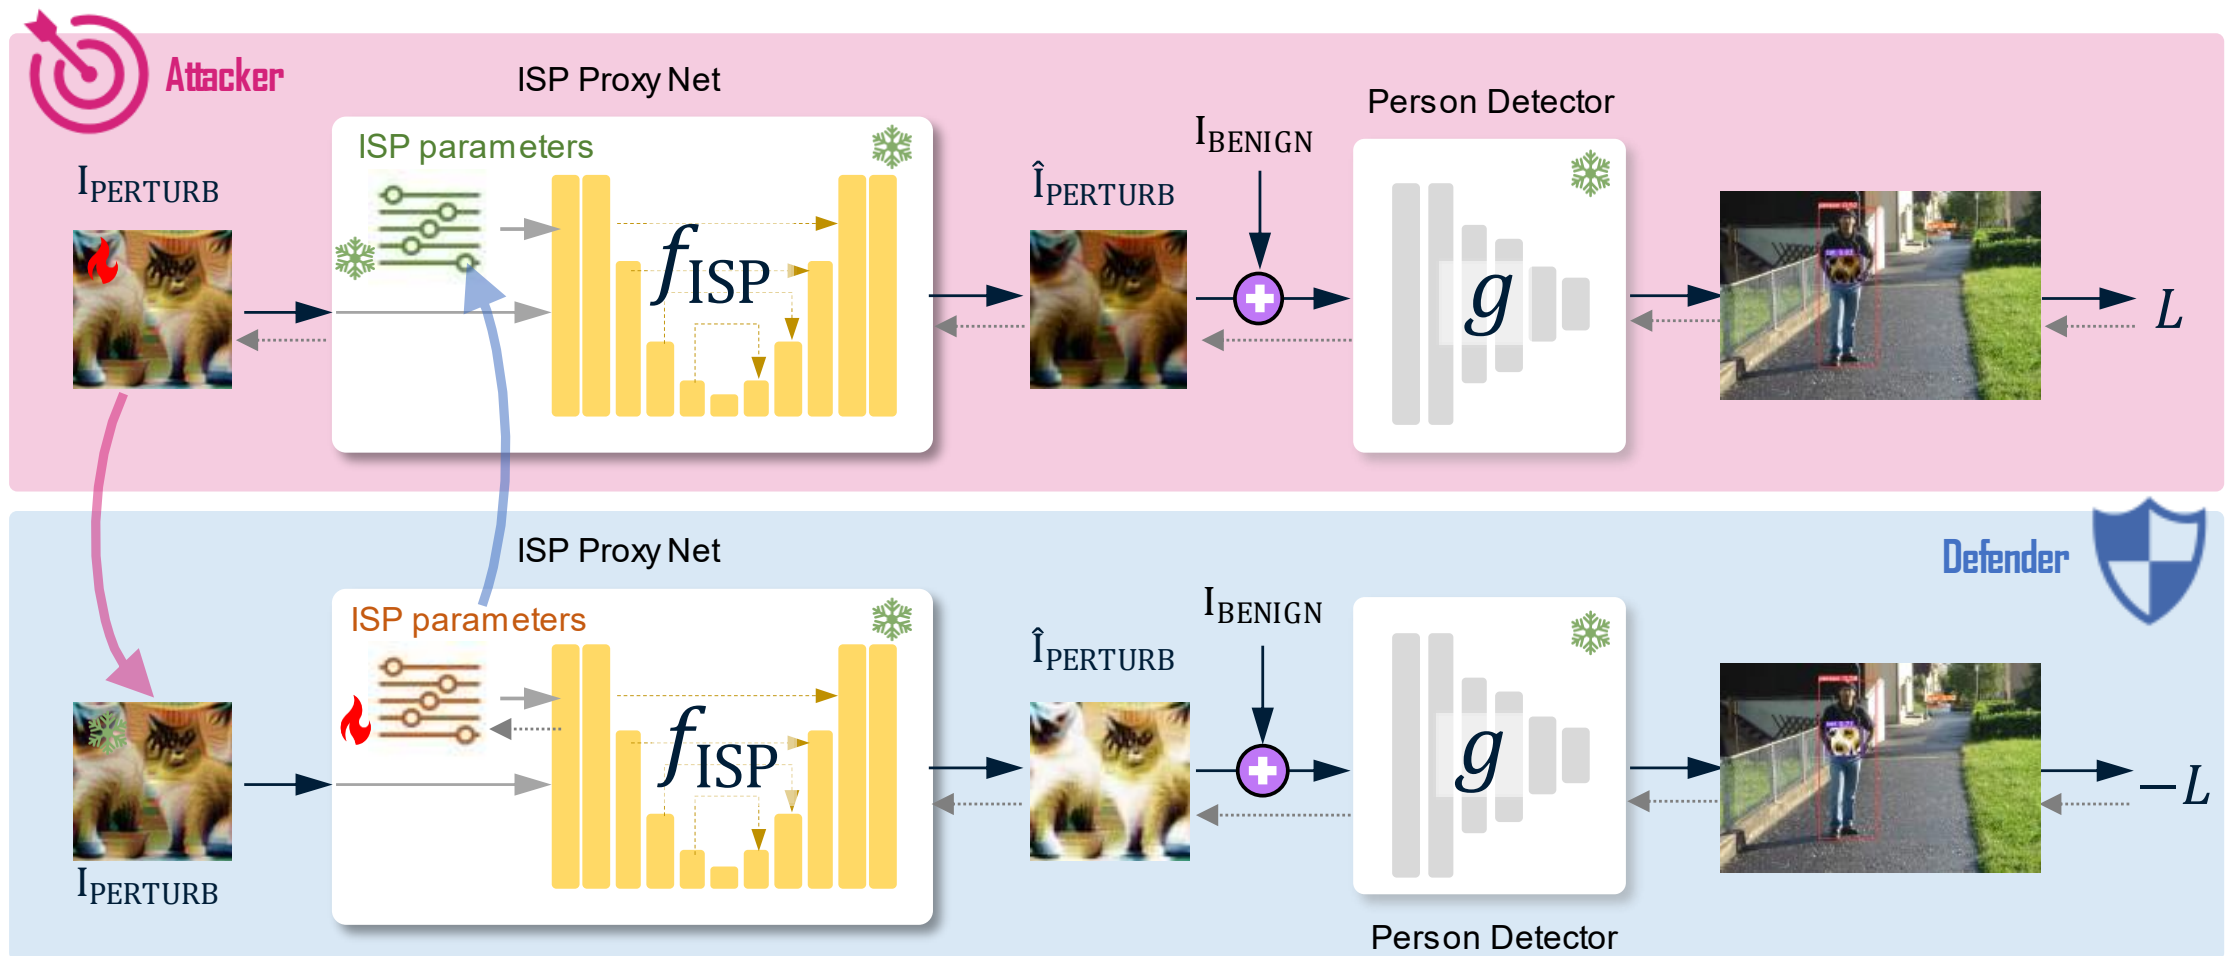 Attacker
ISP Proxy Net
Person Detector
ISP parameters
I_BENIGN
I_PERTURB
Î_PERTURB
f_ISP
g
L
ISP Proxy Net
Defender
ISP parameters
I_BENIGN
Î_PERTURB
f_ISP
g
−L
I_PERTURB
Person Detector